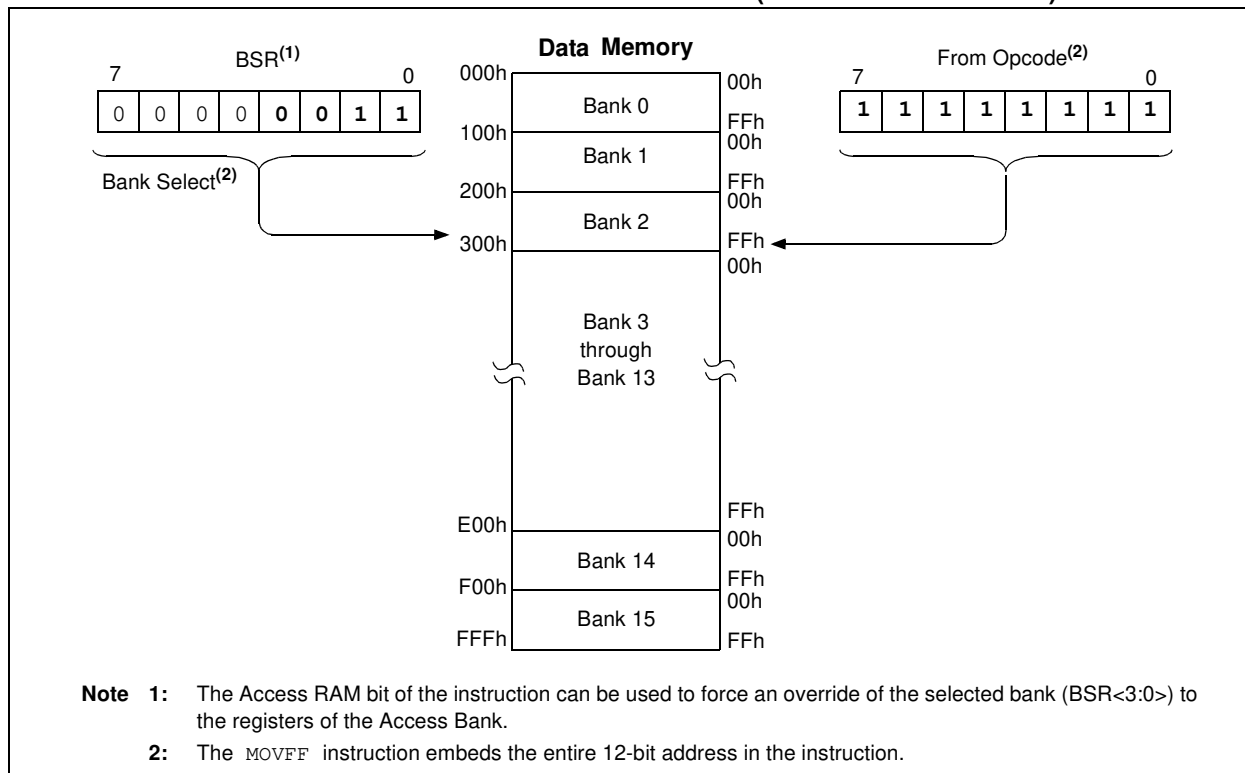 Data Memory
BSR(1)
7 0
0 0 0 0 0 0 1 1
Bank Select(2)
From Opcode(2)
7 0
1 1 1 1 1 1 1 1
000h 00h
Bank 0
FFh
100h 00h
Bank 1
FFh
200h 00h
Bank 2
300h FFh
00h
Bank 3
through
Bank 13
FFh
E00h 00h
Bank 14
FFh
F00h 00h
Bank 15
FFFh FFh
Note 1: The Access RAM bit of the instruction can be used to force an override of the selected bank (BSR<3:0>) to
the registers of the Access Bank.
2: The MOVFF instruction embeds the entire 12-bit address in the instruction.